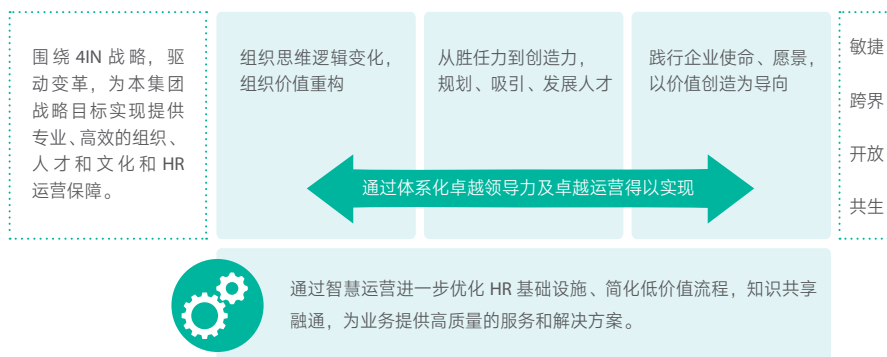 围绕 4IN 战略，驱
动变革，为本集团
战略目标实现提供
专业、高效的组织、
人才和文化和 HR
运营保障。
组织思维逻辑变化，
组织价值重构
从胜任力到创造力，
规划、吸引、发展人才
践行企业使命、愿景，
以价值创造为导向
通过体系化卓越领导力及卓越运营得以实现
敏捷
跨界
开放
共生
通过智慧运营进一步优化 HR 基础设施、简化低价值流程，知识共享
融通，为业务提供高质量的服务和解决方案。